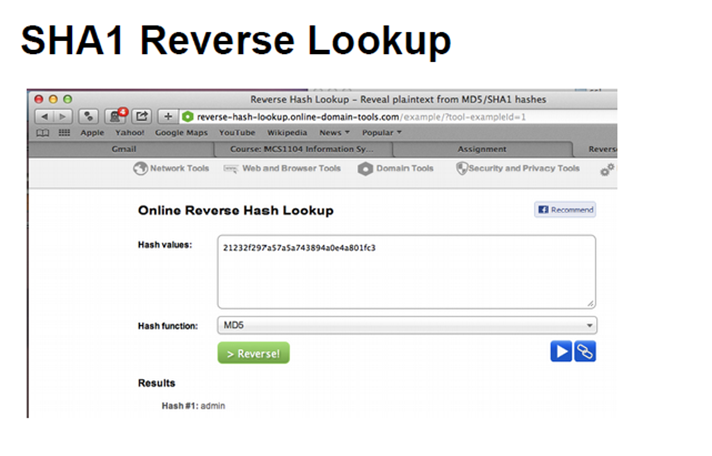 SHA1 Reverse Lookup
Reverse Hash Lookup – Reveal plaintext from MD5/SHA1 hashes
reverse-hash-lookup.online-domain-tools.com/example/?tool-exampleId=1
Apple Yahoo! Google Maps YouTube Wikipedia News Popular
Gmail Course: MCS1104 Information Sy... Assignment Revers
Network Tools Web and Browser Tools Domain Tools Security and Privacy Tools
Online Reverse Hash Lookup
Recommend
Hash values:
21232f297a57a5a743894a0e4a801fc3
Hash function: MD5
> Reverse!
Results
Hash #1: admin